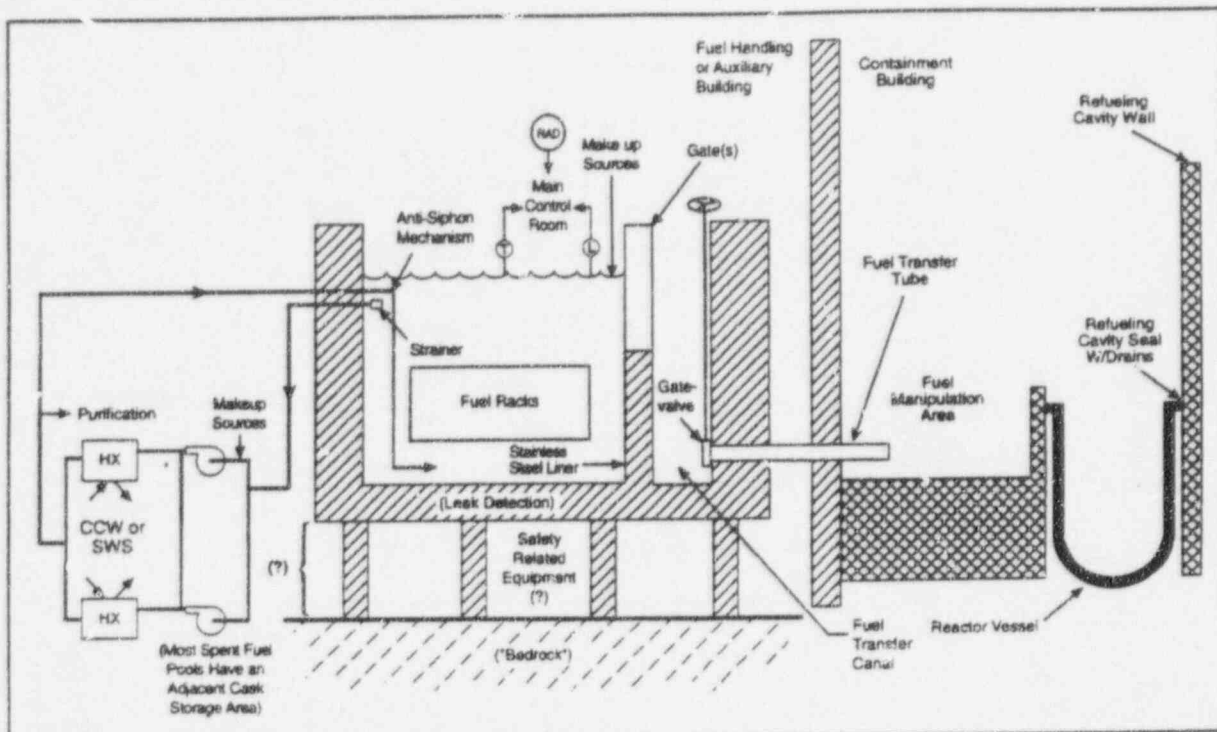 Fuel Handling
or Auxiliary
Building
Containment
Building
Refueling
Cavity Wall
RAD
Make up
Sources
Gate(s)
Main
Control
Room
Anti-Siphon
Mechanism
T
L
Fuel Transfer
Tube
Strainer
Refueling
Cavity Seal
W/Drains
Fuel Racks
Gate-
valve
Fuel
Manipulation
Area
Purification
Makeup
Sources
Stainless
Steel Liner
HX
(Leak Detection)
CCW or
SWS
(?)
Safety
Related
Equipment
(?)
HX
Fuel
Transfer
Canal
Reactor Vessel
("Bedrock")
(Most Spent Fuel
Pools Have an
Adjacent Cask
Storage Area)